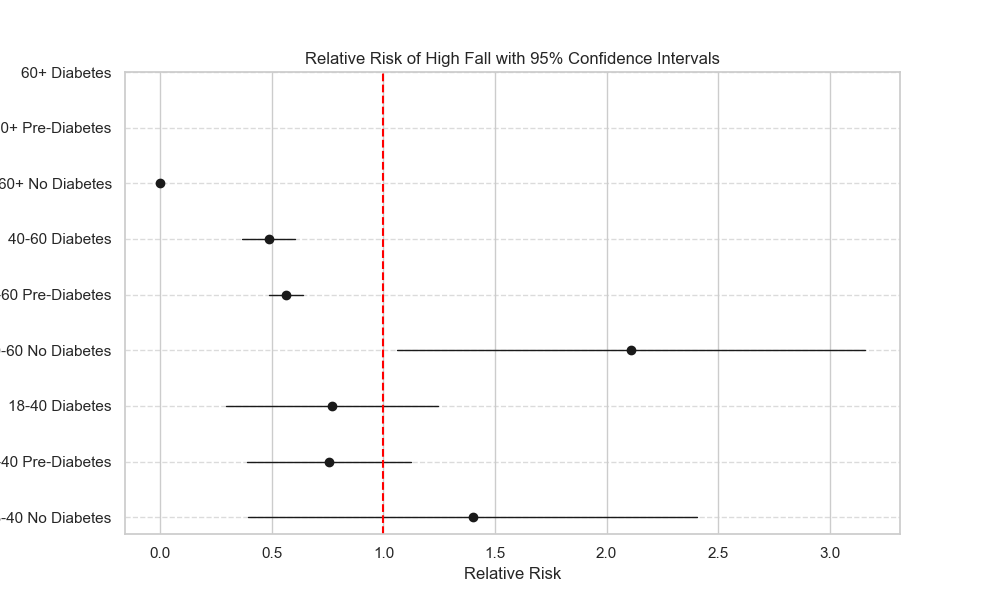 Relative Risk of High Fall with 95% Confidence Intervals
60+ Diabetes
0+ Pre-Diabetes
60+ No Diabetes
40-60 Diabetes
-60 Pre-Diabetes
-60 No Diabetes
18-40 Diabetes
-40 Pre-Diabetes
-40 No Diabetes
0.0 0.5 1.0 1.5 2.0 2.5 3.0
Relative Risk